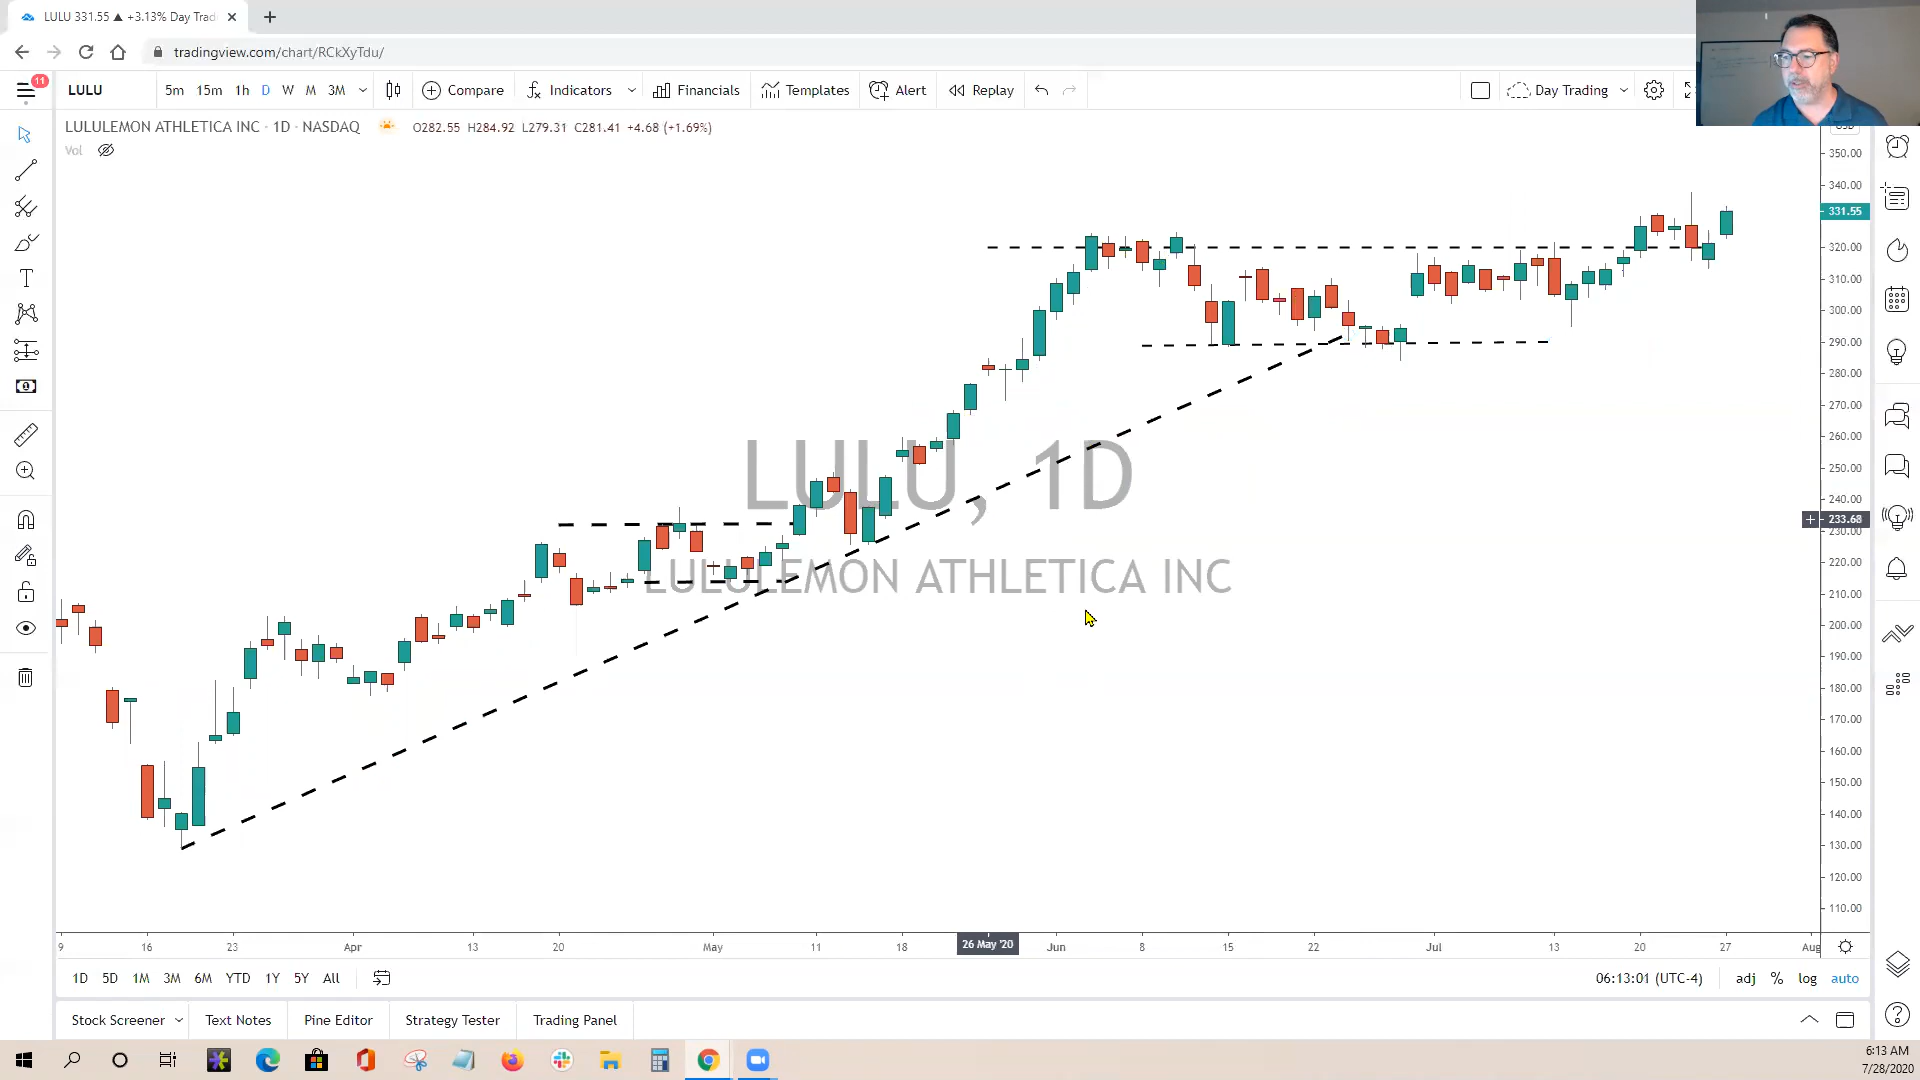 LULU 331.55 ▲ +3.13% Day Trad
tradingview.com/chart/RCkXyTdu/
11
LULU 5m 15m 1h D W M 3M Compare Indicators Financials Templates Alert Replay Day Trading
LULULEMON ATHLETICA INC · 1D · NASDAQ O282.55 H284.92 L279.31 C281.41 +4.68 (+1.69%)
Vol
350.00
340.00
331.55
320.00
310.00
300.00
290.00
280.00
270.00
260.00
250.00
240.00
233.68
230.00
220.00
210.00
200.00
190.00
180.00
170.00
160.00
150.00
140.00
130.00
120.00
110.00
LULU, 1D
LULULEMON ATHLETICA INC
9 16 23 Apr 13 20 May 11 18 26 May '20 Jun 8 15 22 Jul 13 20 27 Aug
1D 5D 1M 3M 6M YTD 1Y 5Y All 06:13:01 (UTC-4) adj % log auto
Stock Screener Text Notes Pine Editor Strategy Tester Trading Panel
6:13 AM
7/28/2020